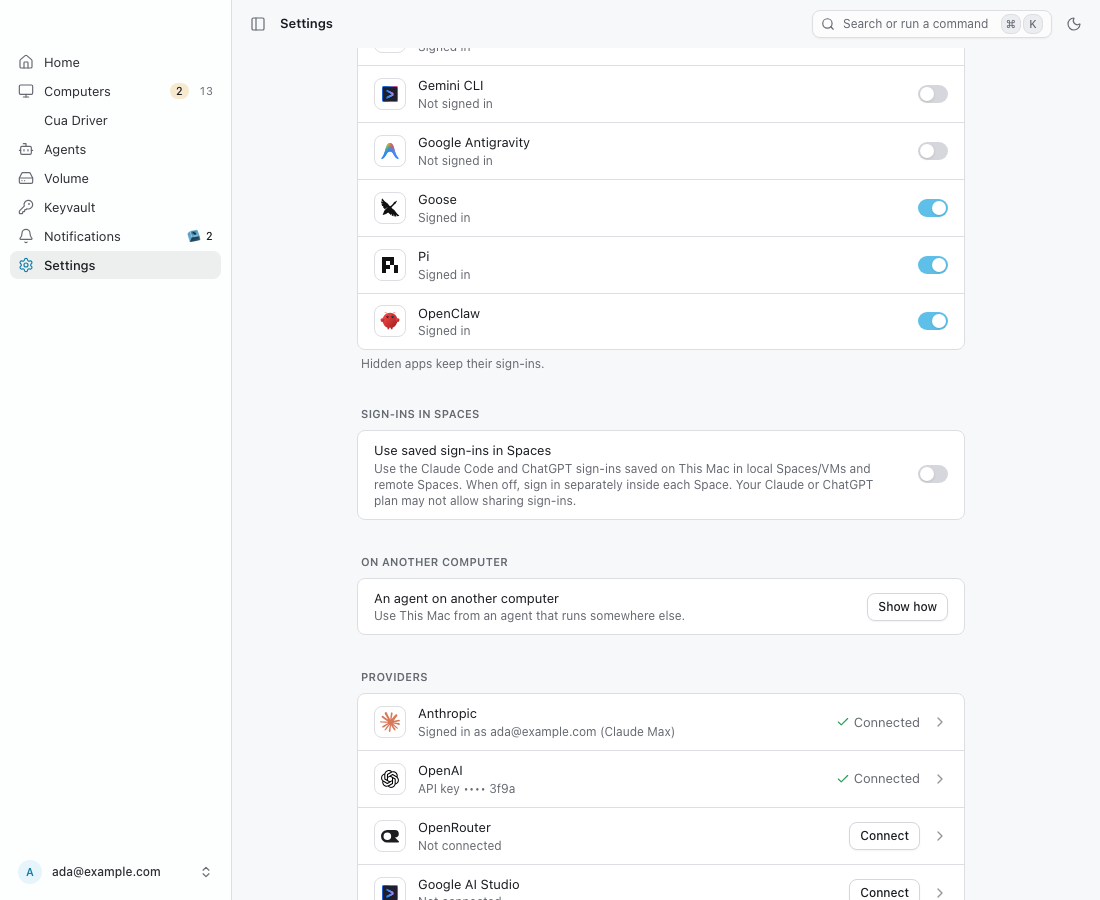 Settings
Search or run a command
⌘ K
Home
Computers 2 13
Cua Driver
Agents
Volume
Keyvault
Notifications 2
Settings
Signed in
Gemini CLI
Not signed in
Google Antigravity
Not signed in
Goose
Signed in
Pi
Signed in
OpenClaw
Signed in
Hidden apps keep their sign-ins.
SIGN-INS IN SPACES
Use saved sign-ins in Spaces
Use the Claude Code and ChatGPT sign-ins saved on This Mac in local Spaces/VMs and
remote Spaces. When off, sign in separately inside each Space. Your Claude or ChatGPT
plan may not allow sharing sign-ins.
ON ANOTHER COMPUTER
An agent on another computer
Use This Mac from an agent that runs somewhere else.
Show how
PROVIDERS
Anthropic
Signed in as ada@example.com (Claude Max)
Connected
OpenAI
API key •••• 3f9a
Connected
OpenRouter
Not connected
Connect
Google AI Studio
Not connected
Connect
A ada@example.com